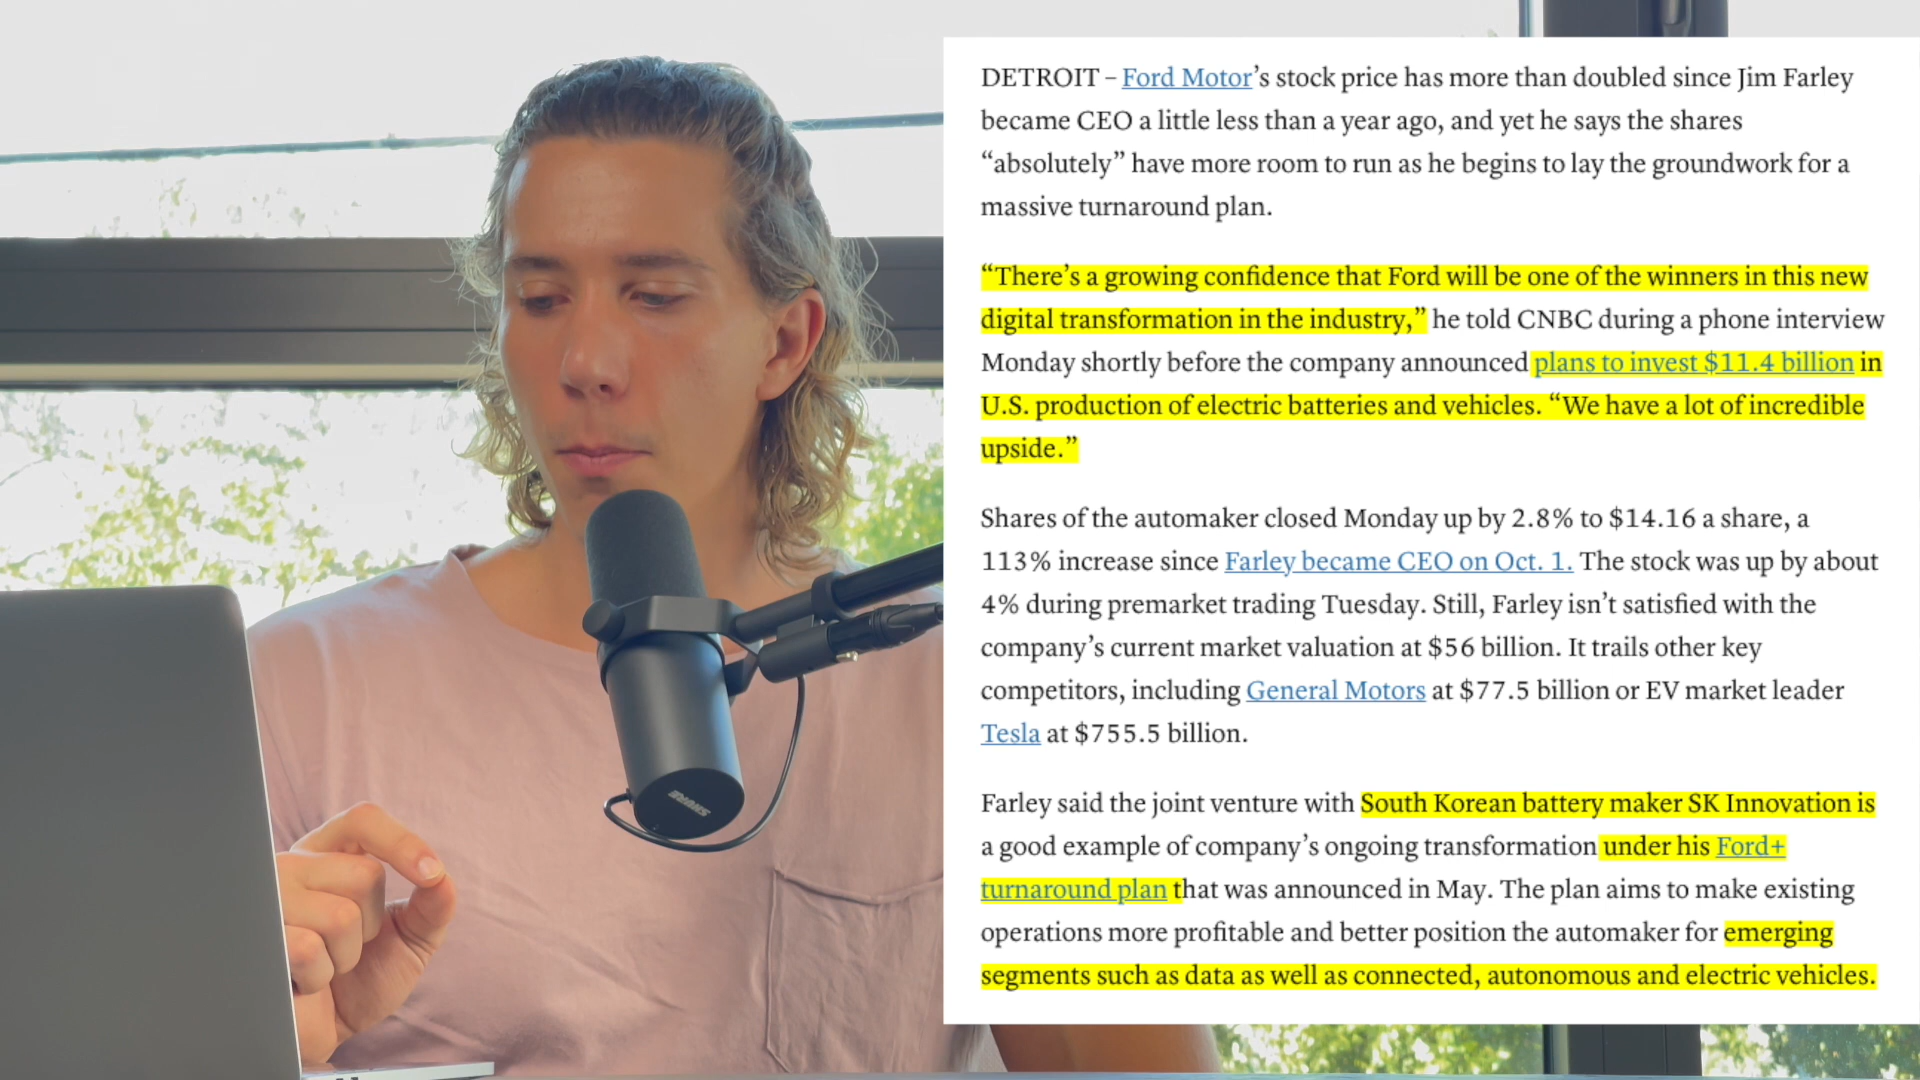 DETROIT – Ford Motor’s stock price has more than doubled since Jim Farley
became CEO a little less than a year ago, and yet he says the shares
“absolutely” have more room to run as he begins to lay the groundwork for a
massive turnaround plan.
“There’s a growing confidence that Ford will be one of the winners in this new
digital transformation in the industry,” he told CNBC during a phone interview
Monday shortly before the company announced plans to invest $11.4 billion in
U.S. production of electric batteries and vehicles. “We have a lot of incredible
upside.”
Shares of the automaker closed Monday up by 2.8% to $14.16 a share, a
113% increase since Farley became CEO on Oct. 1. The stock was up by about
4% during premarket trading Tuesday. Still, Farley isn’t satisfied with the
company’s current market valuation at $56 billion. It trails other key
competitors, including General Motors at $77.5 billion or EV market leader
Tesla at $755.5 billion.
Farley said the joint venture with South Korean battery maker SK Innovation is
a good example of company’s ongoing transformation under his Ford+
turnaround plan that was announced in May. The plan aims to make existing
operations more profitable and better position the automaker for emerging
segments such as data as well as connected, autonomous and electric vehicles.
SHURE